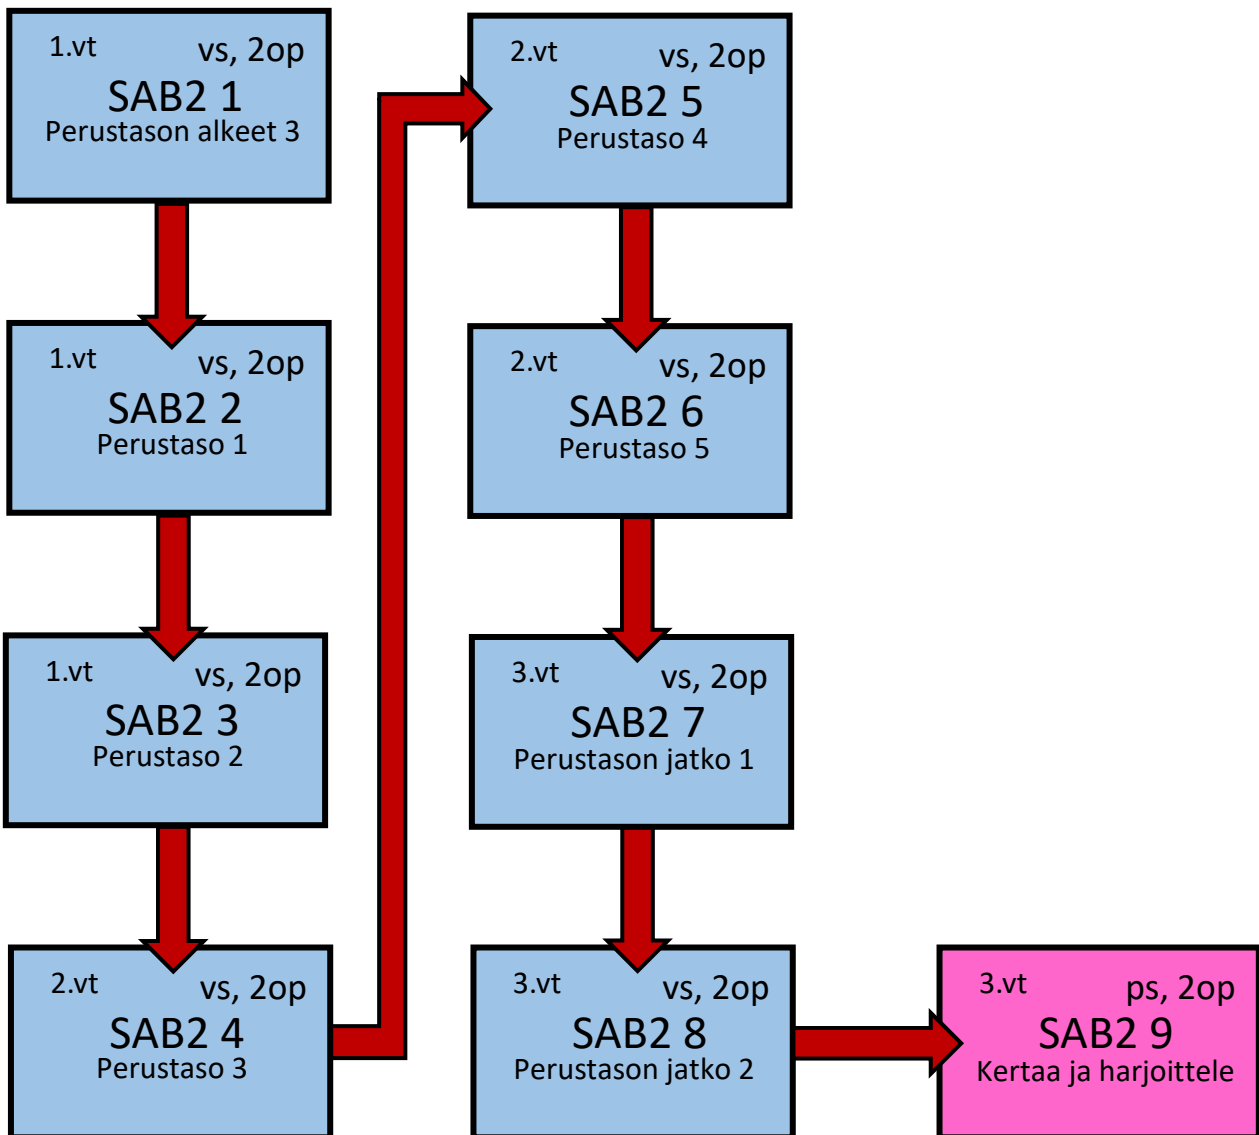 1.vt vs, 2op
SAB2 1
Perustason alkeet 3
1.vt vs, 2op
SAB2 2
Perustaso 1
1.vt vs, 2op
SAB2 3
Perustaso 2
2.vt vs, 2op
SAB2 4
Perustaso 3
2.vt vs, 2op
SAB2 5
Perustaso 4
2.vt vs, 2op
SAB2 6
Perustaso 5
3.vt vs, 2op
SAB2 7
Perustason jatko 1
3.vt vs, 2op
SAB2 8
Perustason jatko 2
3.vt ps, 2op
SAB2 9
Kertaa ja harjoittele